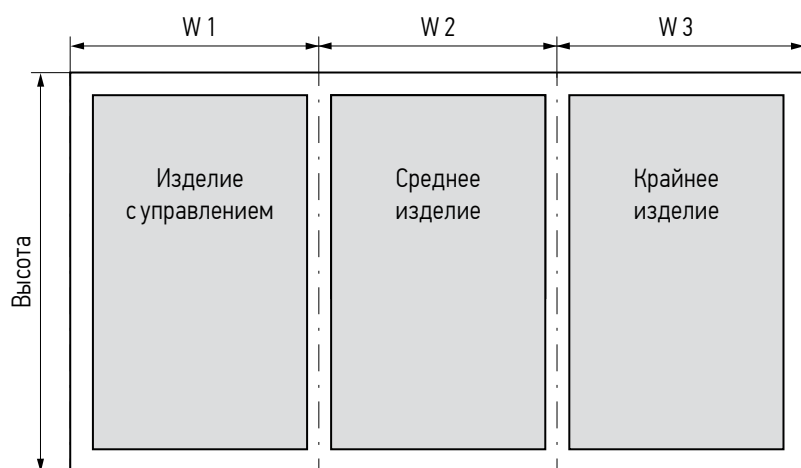 W 1
W 2
W 3
Изделие
с управлением
Среднее
изделие
Крайнее
изделие
Высота